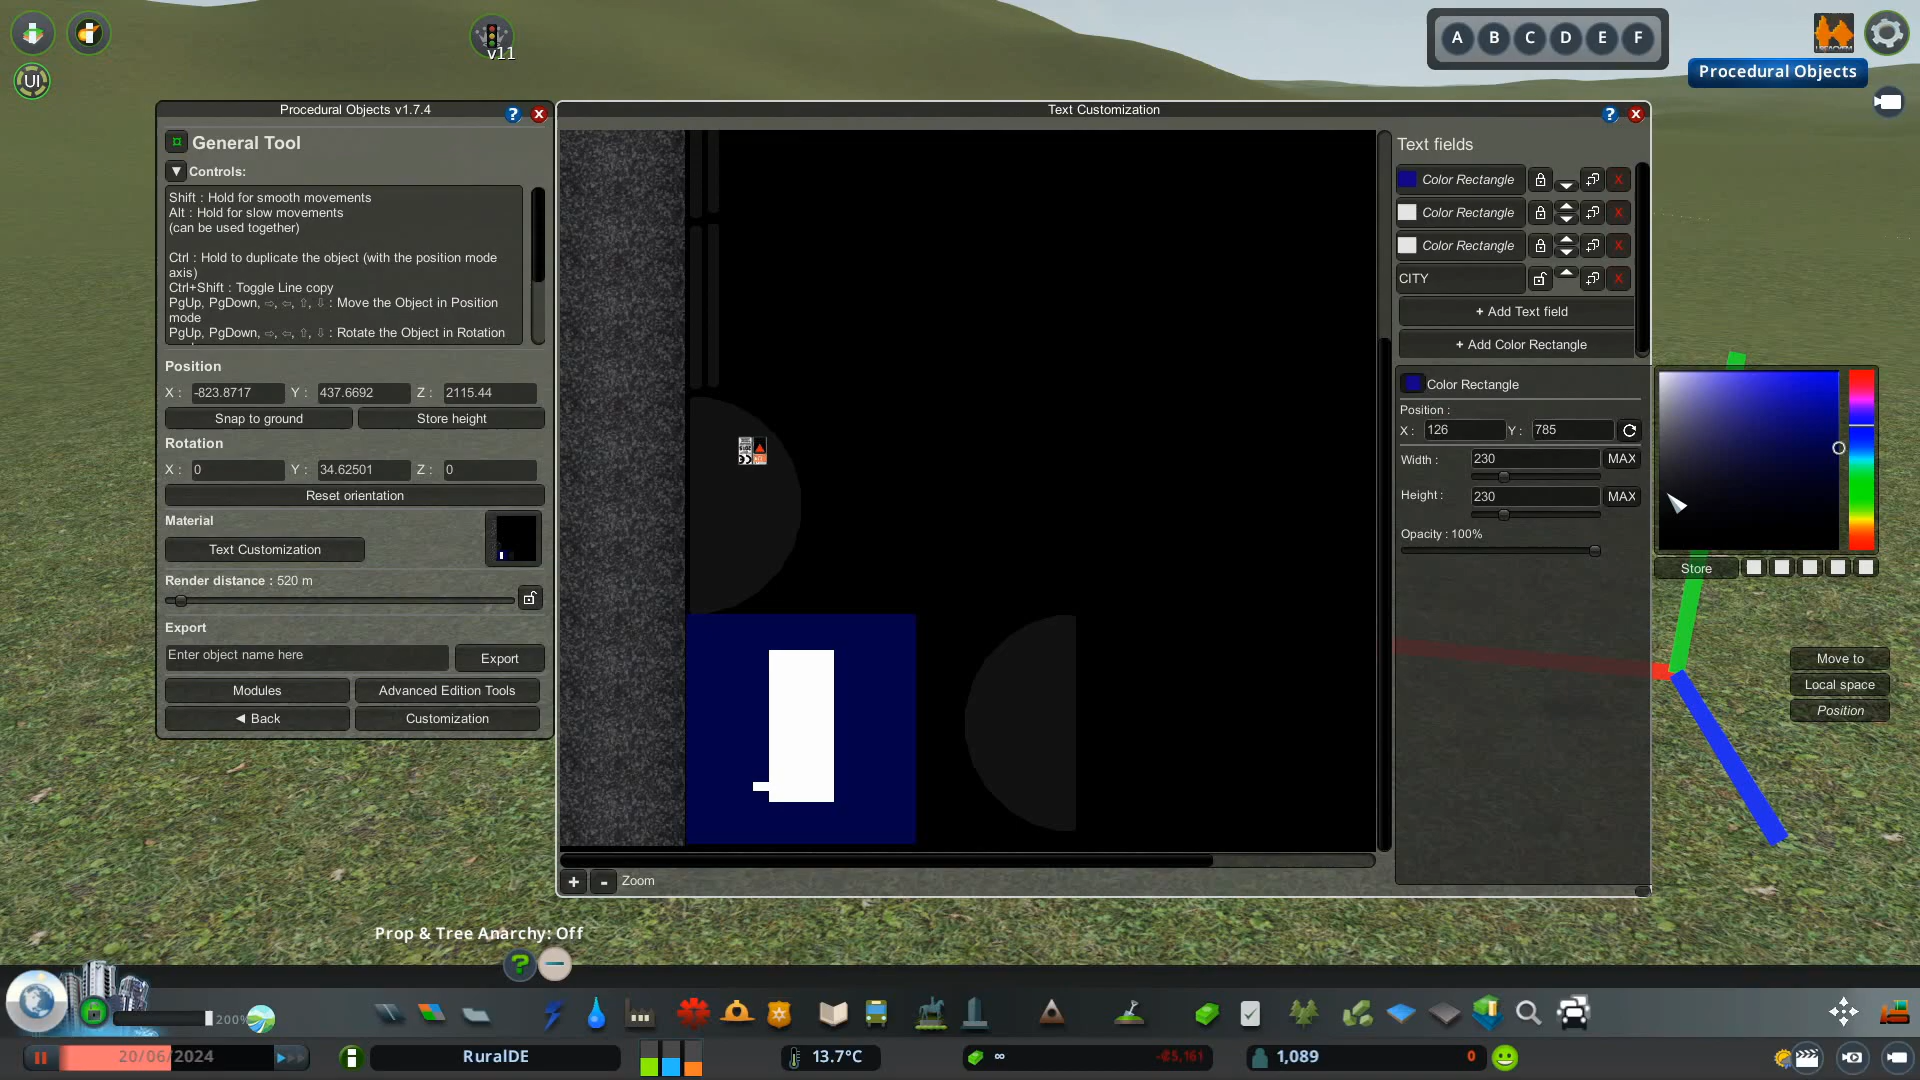 v11
UI
A B C D E F
Procedural Objects
Procedural Objects v1.7.4
General Tool
Controls:
Shift : Hold for smooth movements
Alt : Hold for slow movements
(can be used together)
Ctrl : Hold to duplicate the object (with the position mode
axis)
Ctrl+Shift : Toggle Line copy
PgUp, PgDown, ⇨, ⇦, ⇧, ⇩ : Move the Object in Position
mode
PgUp, PgDown, ⇨, ⇦, ⇧, ⇩ : Rotate the Object in Rotation
Position
X : -823.8717 Y : 437.6692 Z : 2115.44
Snap to ground Store height
Rotation
X : 0 Y : 34.62501 Z : 0
Reset orientation
Material
Text Customization
Render distance : 520 m
Export
Enter object name here Export
Modules Advanced Edition Tools
◄ Back Customization
Text Customization
+ - Zoom
Text fields
Color Rectangle X
Color Rectangle X
Color Rectangle X
CITY X
+ Add Text field
+ Add Color Rectangle
Color Rectangle
Position :
X : 126 Y : 785
Width : 230 MAX
Height : 230 MAX
Opacity : 100%
Store
Move to
Local space
Position
Prop & Tree Anarchy: Off
200%
20/06/2024
RuralDE
13.7°C
∞ -₡5,161
1,089 0